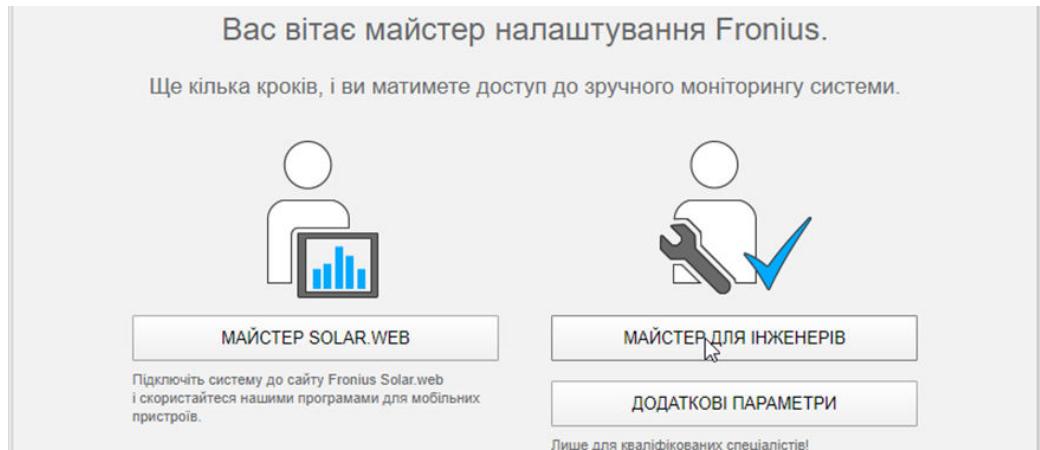 Вас вітає майстер налаштування Fronius.
Ще кілька кроків, і ви матимете доступ до зручного моніторингу системи.
МАЙСТЕР SOLAR.WEB
Підключіть систему до сайту Fronius Solar.web
і скористайтеся нашими програмами для мобільних
пристроїв.
МАЙСТЕР ДЛЯ ІНЖЕНЕРІВ
ДОДАТКОВІ ПАРАМЕТРИ
Лише для кваліфікованих спеціалістів!